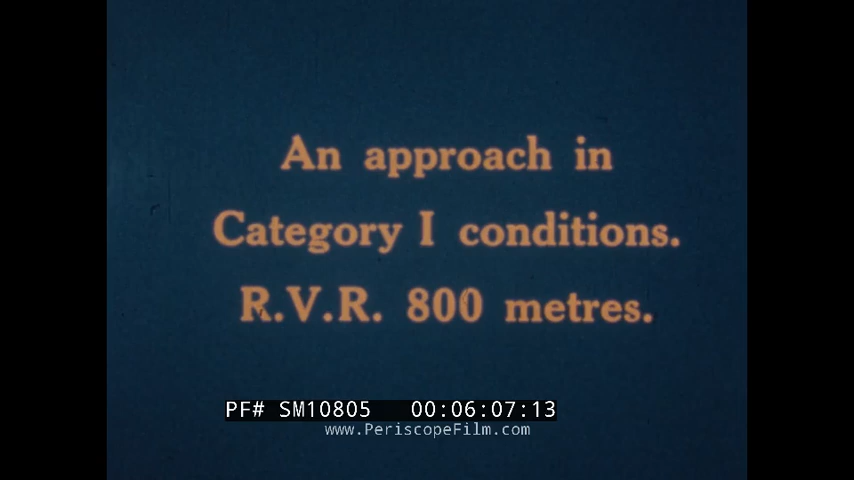 An approach in
Category I conditions.
R.V.R. 800 metres.
PF# SM10805 00:06:07:13
www.PeriscopeFilm.com